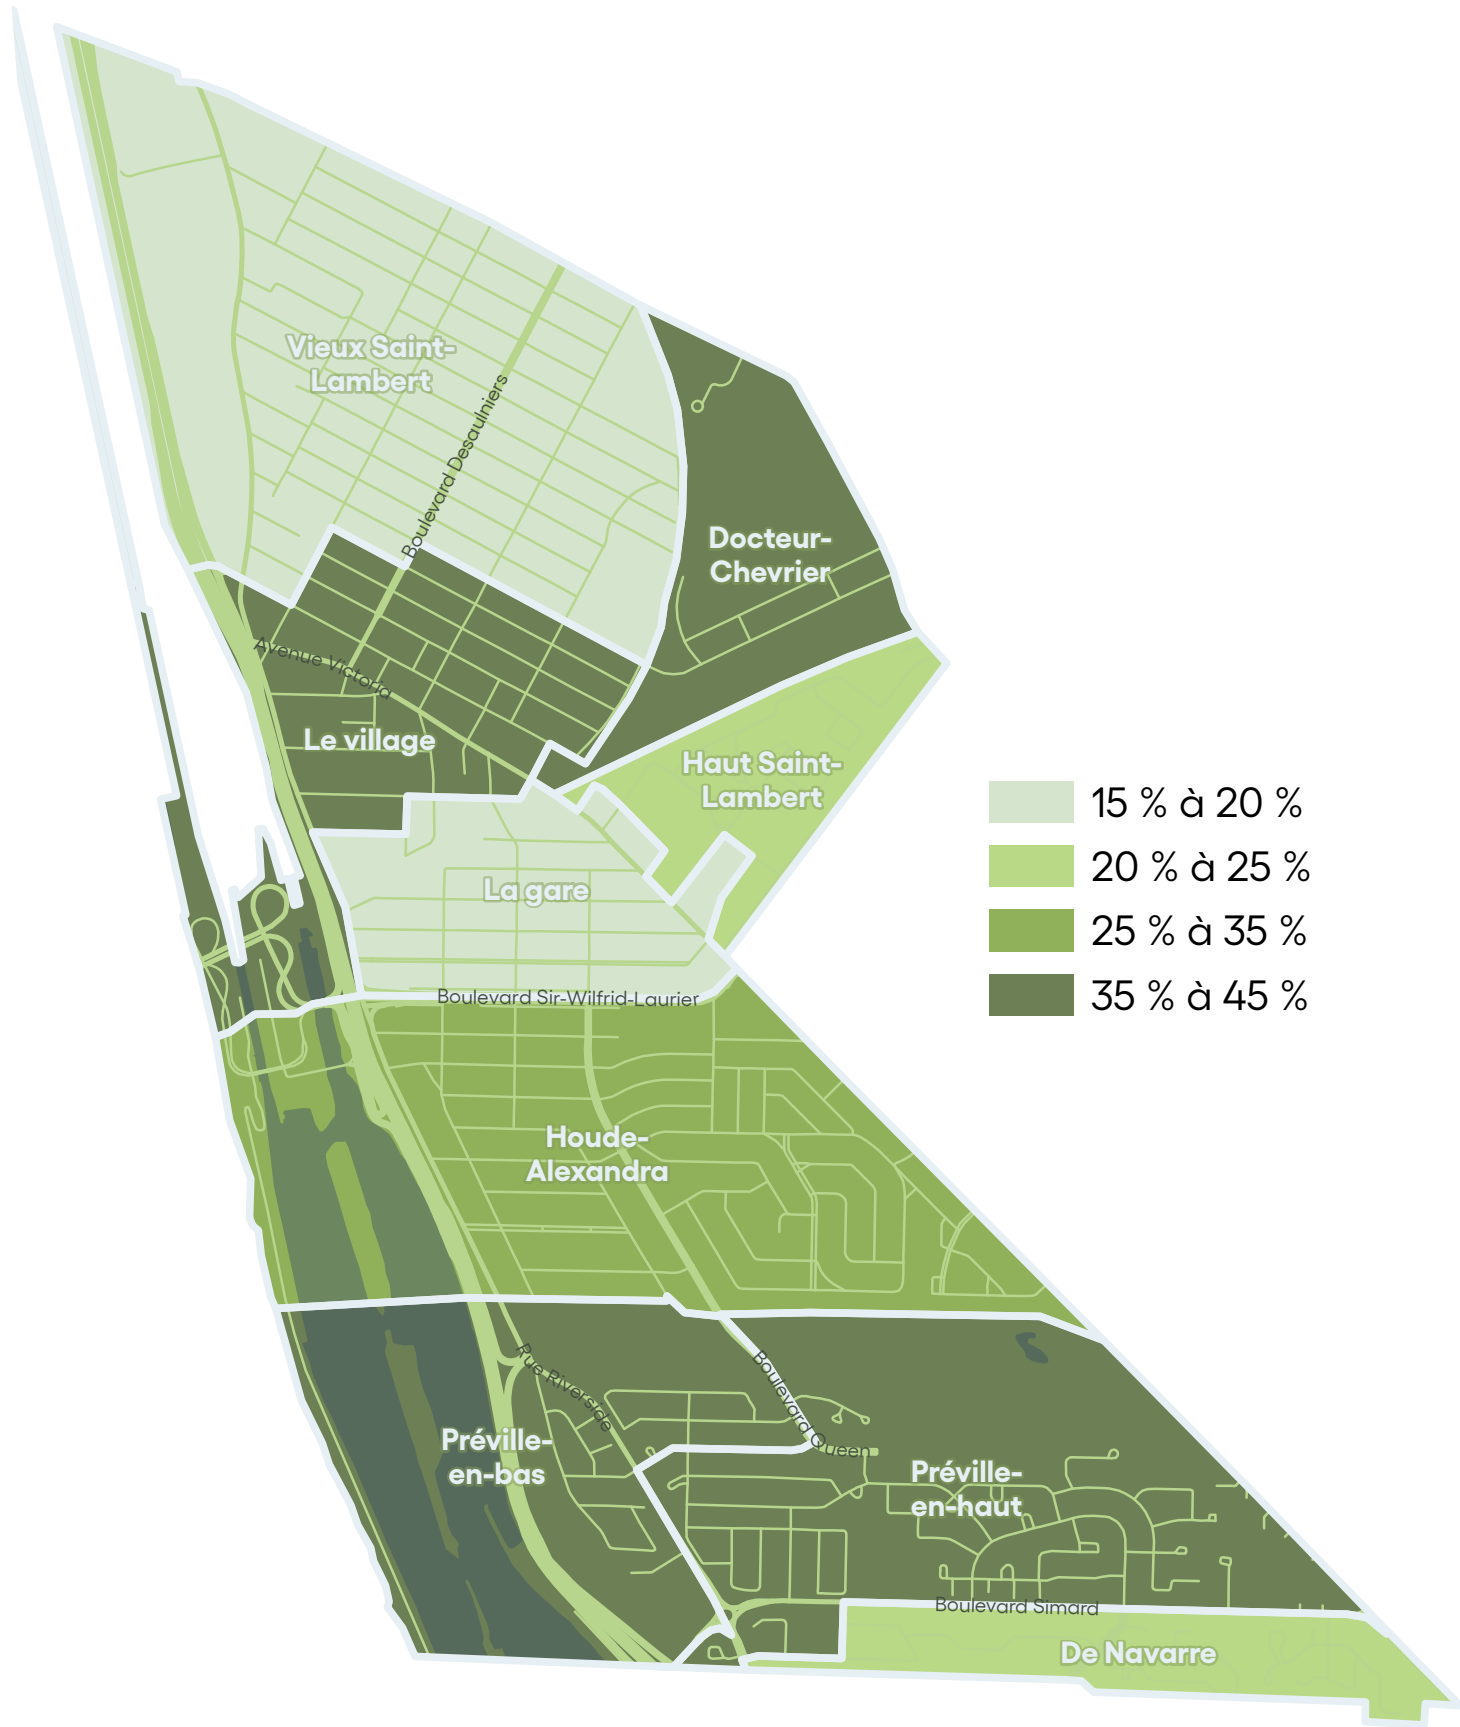 Vieux Saint-
Lambert
Boulevard Desaulniers
Docteur-
Chevrier
Avenue Victoria
Le village
Haut Saint-
Lambert
15 % à 20 %
20 % à 25 %
25 % à 35 %
35 % à 45 %
La gare
Boulevard Sir-Wilfrid-Laurier
Houde-
Alexandra
Rue Riverside
Boulevard Queen
Préville-
en-bas
Préville-
en-haut
Boulevard Simard
De Navarre